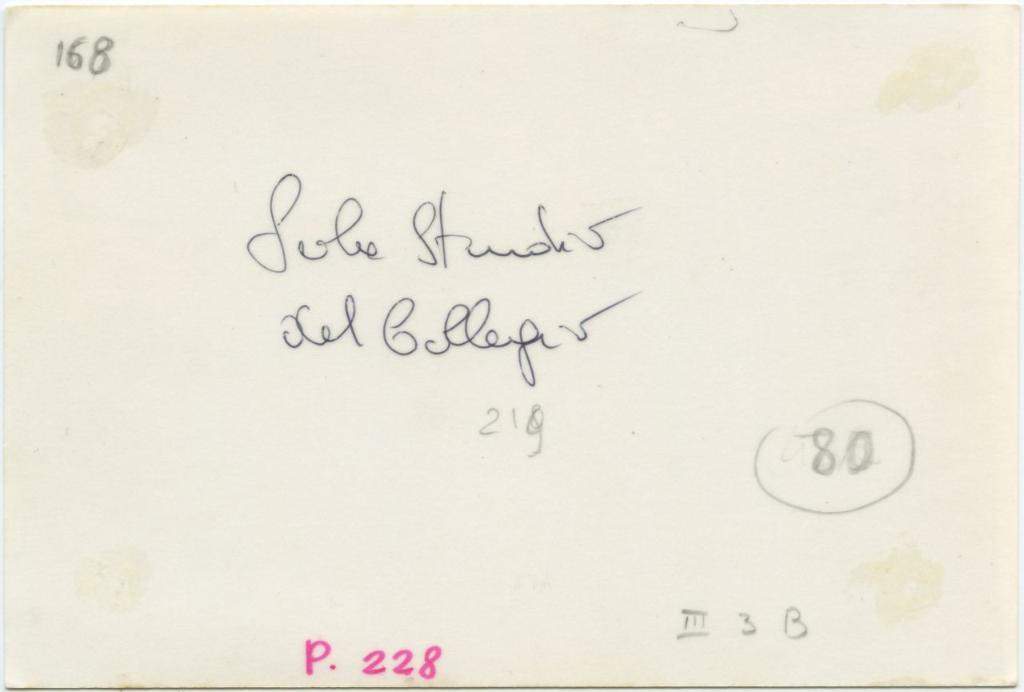 168
Sala Studio
del Collegio
219
80
III 3 B
P. 228